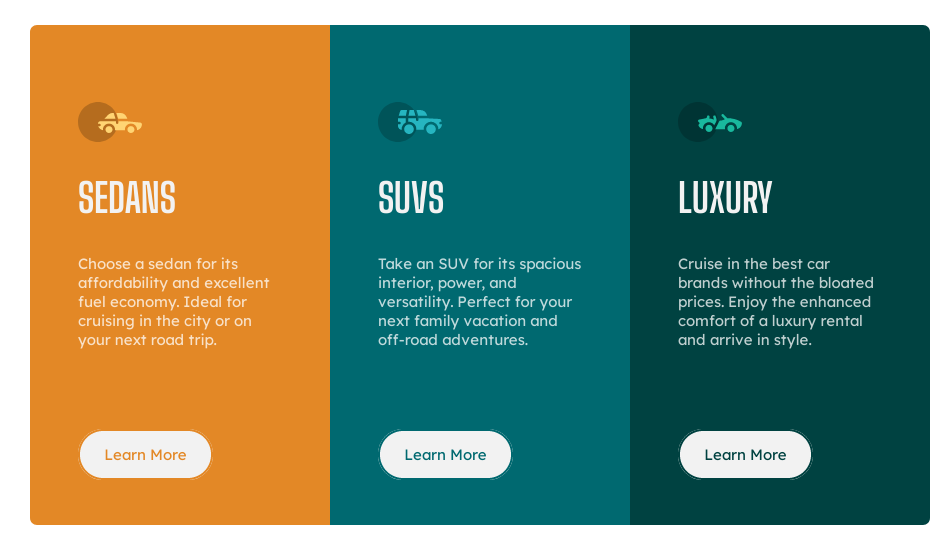 SEDANS
Choose a sedan for its
affordability and excellent
fuel economy. Ideal for
cruising in the city or on
your next road trip.
Learn More
SUVS
Take an SUV for its spacious
interior, power, and
versatility. Perfect for your
next family vacation and
off-road adventures.
Learn More
LUXURY
Cruise in the best car
brands without the bloated
prices. Enjoy the enhanced
comfort of a luxury rental
and arrive in style.
Learn More